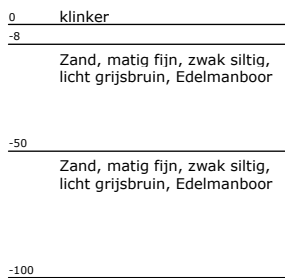 0 klinker
-8
Zand, matig fijn, zwak siltig,
licht grijsbruin, Edelmanboor
-50
Zand, matig fijn, zwak siltig,
licht grijsbruin, Edelmanboor
-100